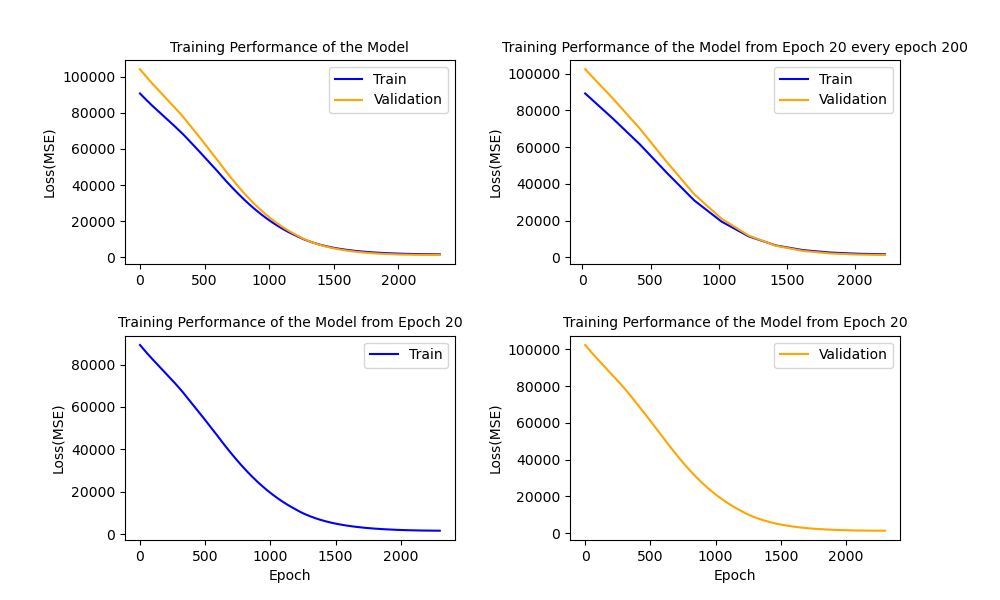 Training Performance of the Model
Loss(MSE)
100000
80000
60000
40000
20000
0
0 500 1000 1500 2000
Train
Validation
Training Performance of the Model from Epoch 20 every epoch 200
Loss(MSE)
100000
80000
60000
40000
20000
0
0 500 1000 1500 2000
Train
Validation
Training Performance of the Model from Epoch 20
Loss(MSE)
80000
60000
40000
20000
0
0 500 1000 1500 2000
Epoch
Train
Training Performance of the Model from Epoch 20
Loss(MSE)
100000
80000
60000
40000
20000
0
0 500 1000 1500 2000
Epoch
Validation